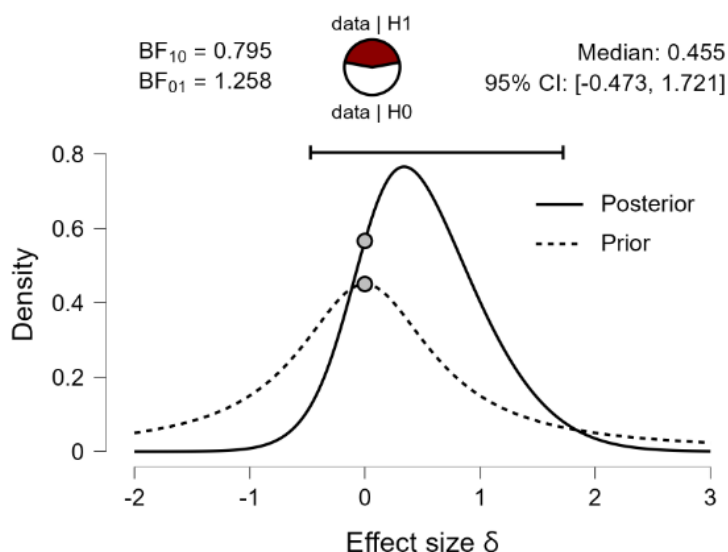 data | H1
BF₁₀ = 0.795
Median: 0.455
BF₀₁ = 1.258
95% CI: [-0.473, 1.721]
data | H0
0.8
Posterior
0.6
Prior
Density
0.4
0.2
0
-2 -1 0 1 2 3
Effect size δ